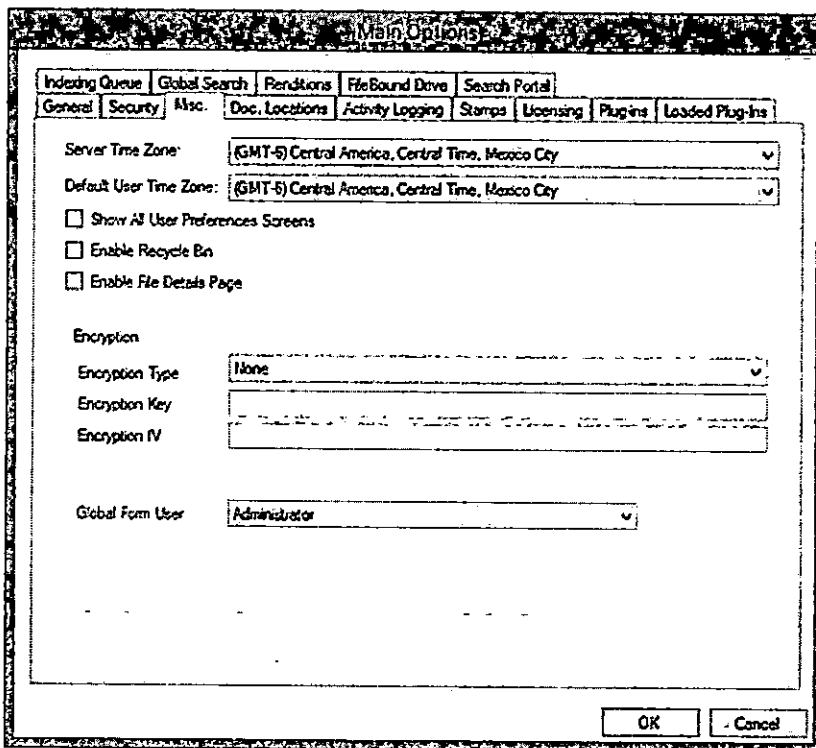 Main Options
Indexing Queue Global Search Renditions FileBound Drive Search Portal
General Security Misc. Doc. Locations Activity Logging Stamps Licensing Plug-ins Loaded Plug-Ins
Server Time Zone: (GMT-6) Central America, Central Time, Mexico City
Default User Time Zone: (GMT-6) Central America, Central Time, Mexico City
Show All User Preferences Screens
Enable Recycle Bin
Enable File Details Page
Encryption
Encryption Type None
Encryption Key
Encryption IV
Global Form User Administrator
OK Cancel